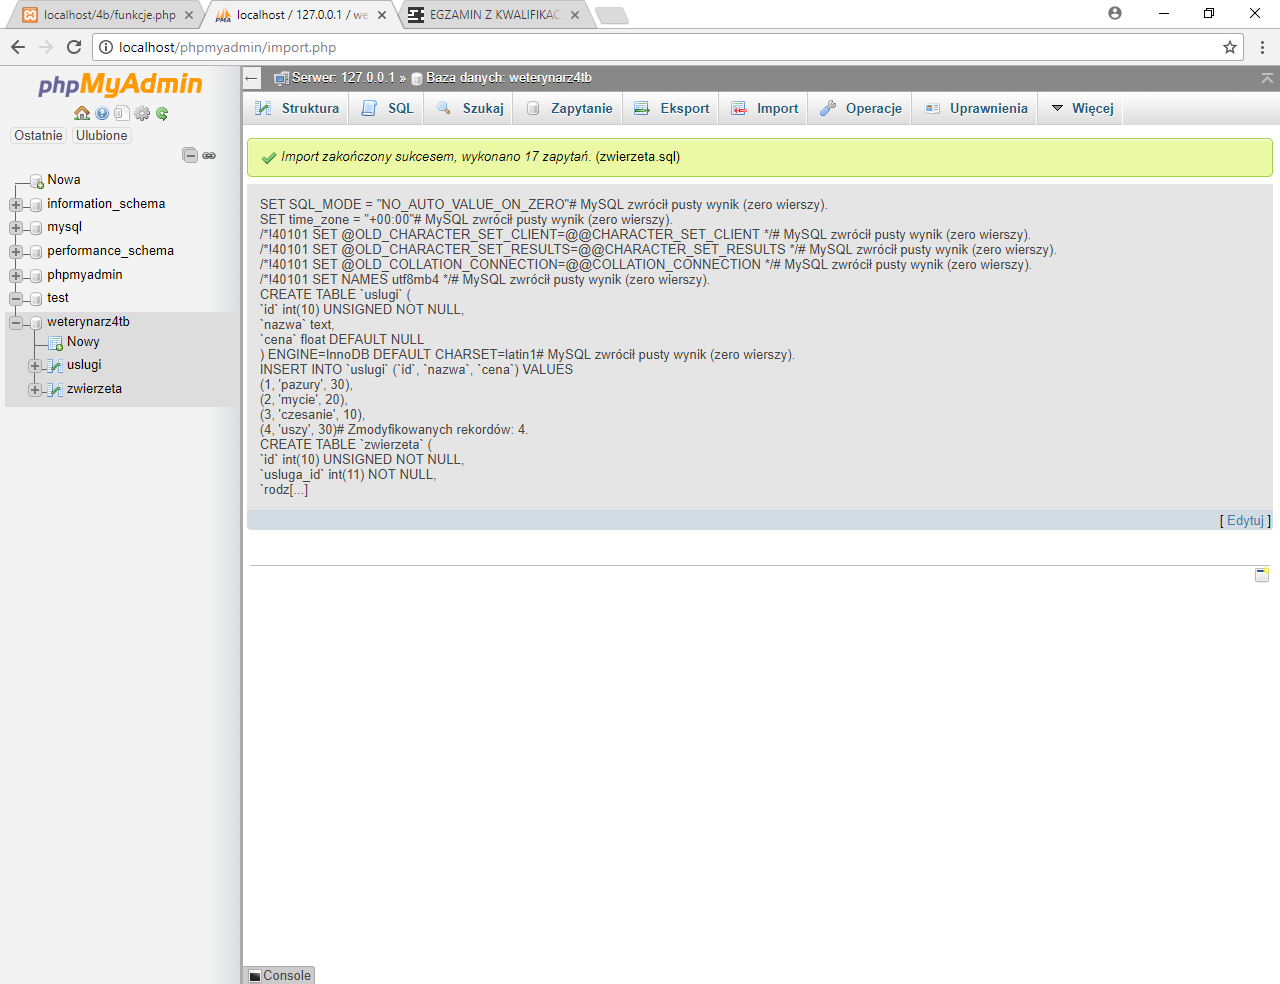 localhost/4b/funkcje.php
localhost / 127.0.0.1 / we
EGZAMIN Z KWALIFIKAC
localhost/phpmyadmin/import.php
phpMyAdmin
Ostatnie
Ulubione
Nowa
information_schema
mysql
performance_schema
phpmyadmin
test
weterynarz4tb
Nowy
uslugi
zwierzeta
Serwer: 127.0.0.1 » Baza danych: weterynarz4tb
Struktura SQL Szukaj Zapytanie Eksport Import Operacje Uprawnienia Więcej
Import zakończony sukcesem, wykonano 17 zapytań. (zwierzeta.sql)
SET SQL_MODE = "NO_AUTO_VALUE_ON_ZERO"# MySQL zwrócił pusty wynik (zero wierszy).
SET time_zone = "+00:00"# MySQL zwrócił pusty wynik (zero wierszy).
/*!40101 SET @OLD_CHARACTER_SET_CLIENT=@@CHARACTER_SET_CLIENT */# MySQL zwrócił pusty wynik (zero wierszy).
/*!40101 SET @OLD_CHARACTER_SET_RESULTS=@@CHARACTER_SET_RESULTS */# MySQL zwrócił pusty wynik (zero wierszy).
/*!40101 SET @OLD_COLLATION_CONNECTION=@@COLLATION_CONNECTION */# MySQL zwrócił pusty wynik (zero wierszy).
/*!40101 SET NAMES utf8mb4 */# MySQL zwrócił pusty wynik (zero wierszy).
CREATE TABLE `uslugi` (
`id` int(10) UNSIGNED NOT NULL,
`nazwa` text,
`cena` float DEFAULT NULL
) ENGINE=InnoDB DEFAULT CHARSET=latin1# MySQL zwrócił pusty wynik (zero wierszy).
INSERT INTO `uslugi` (`id`, `nazwa`, `cena`) VALUES
(1, 'pazury', 30),
(2, 'mycie', 20),
(3, 'czesanie', 10),
(4, 'uszy', 30)# Zmodyfikowanych rekordów: 4.
CREATE TABLE `zwierzeta` (
`id` int(10) UNSIGNED NOT NULL,
`usluga_id` int(11) NOT NULL,
`rodz[...]
[ Edytuj ]
Console